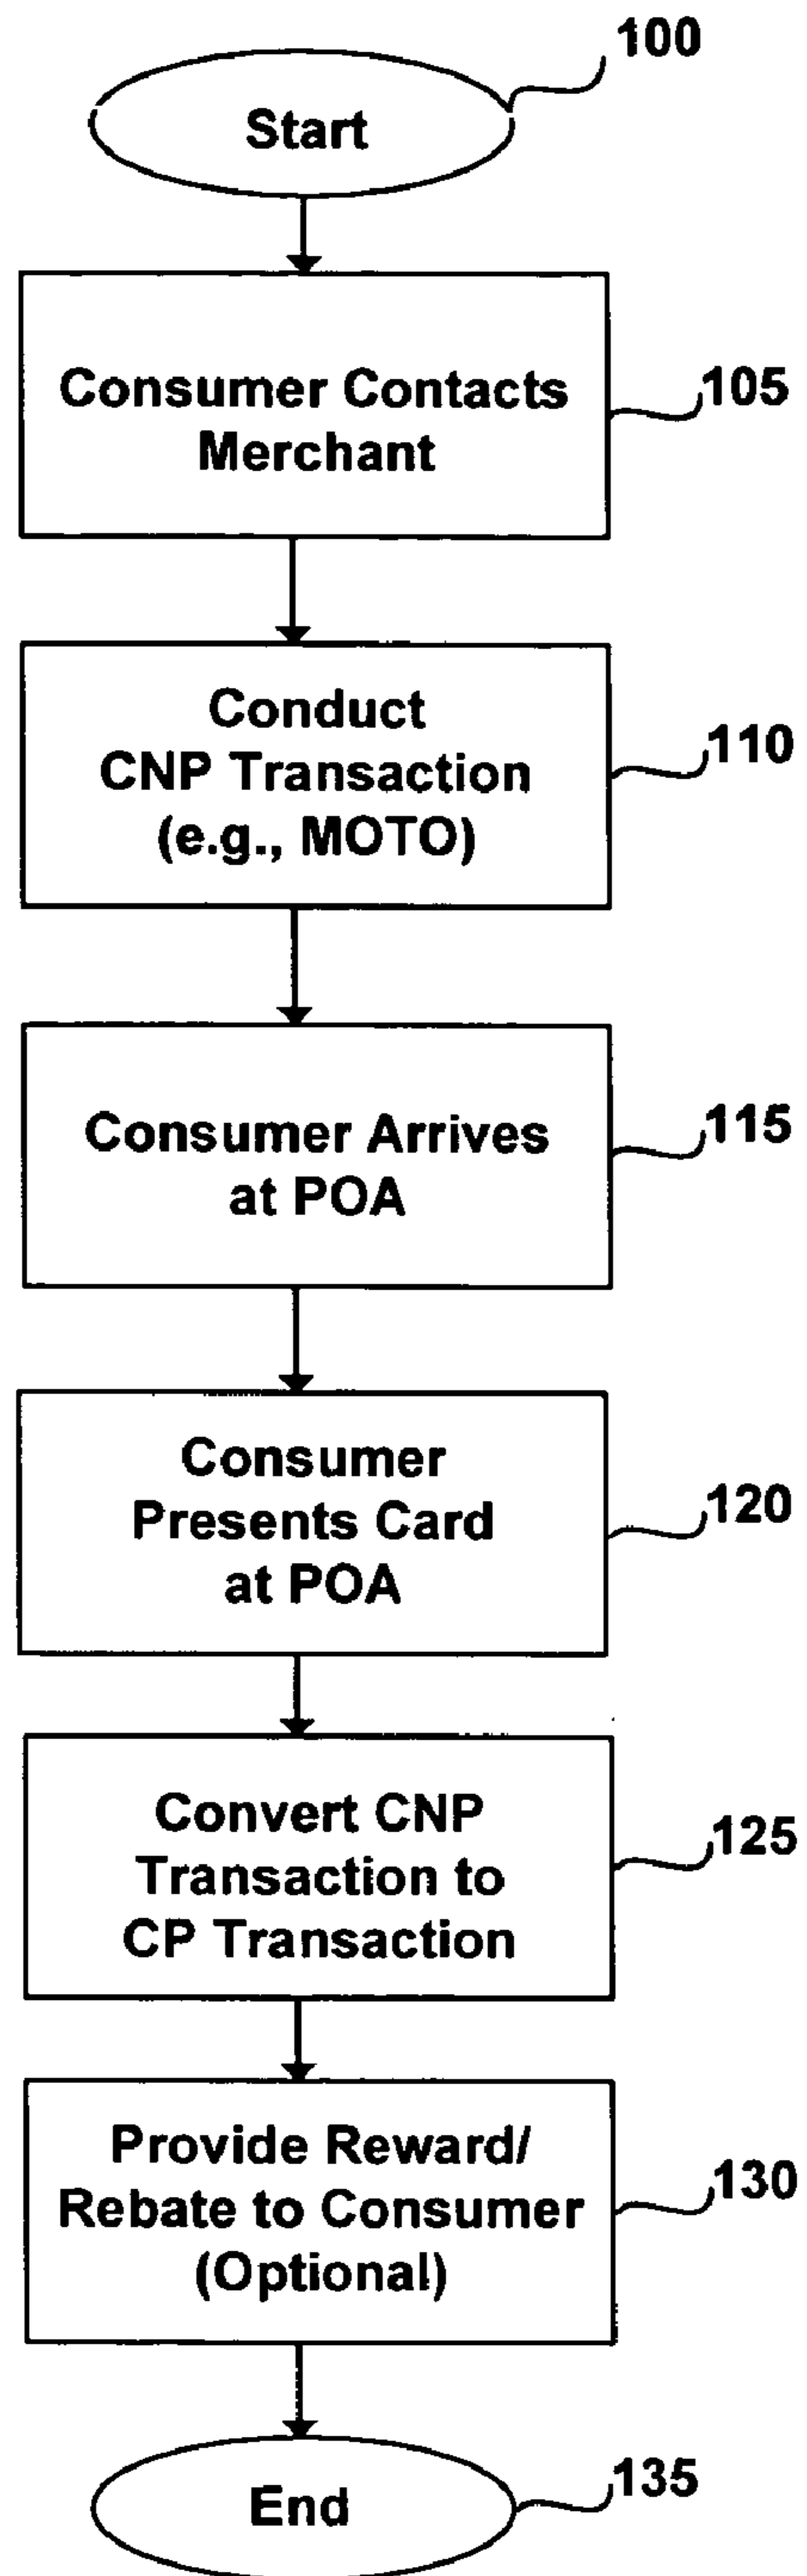 100
Start
Consumer Contacts
Merchant
105
Conduct
CNP Transaction
(e.g., MOTO)
110
Consumer Arrives
at POA
115
Consumer
Presents Card
at POA
120
Convert CNP
Transaction to
CP Transaction
125
Provide Reward/
Rebate to Consumer
(Optional)
130
End
135